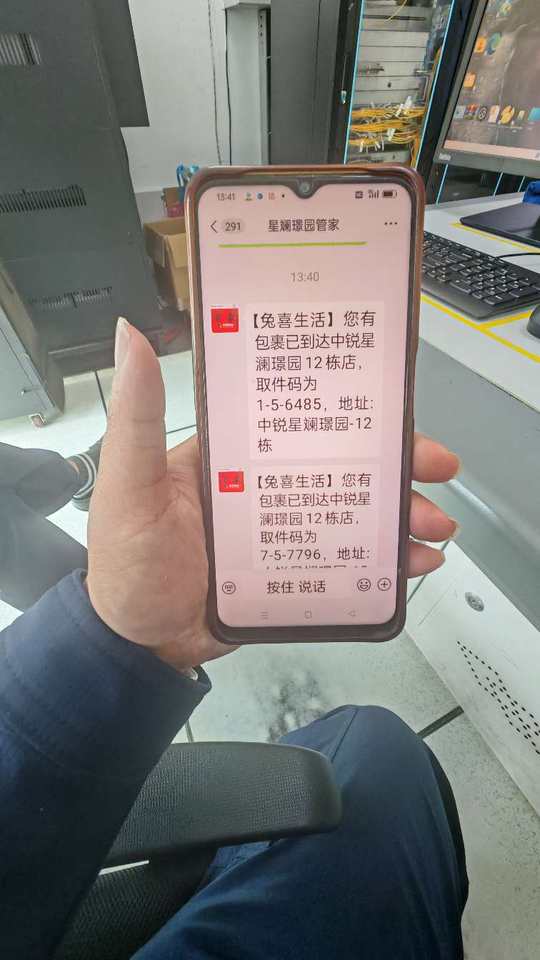 13:41
291
星斓璟园管家
13:40
【兔喜生活】您有
包裹已到达中锐星
澜璟园12栋店，
取件码为
1-5-6485，地址:
中锐星斓璟园-12
栋
【兔喜生活】您有
包裹已到达中锐星
澜璟园12栋店，
取件码为
7-5-7796，地址:
按住 说话